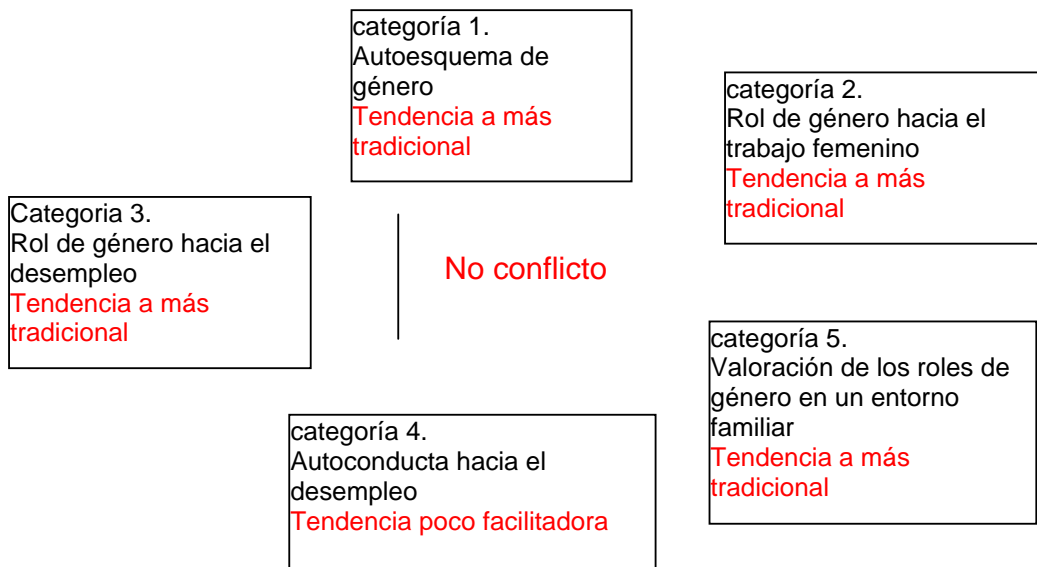 categoría 1.
Autoesquema de
género
Tendencia a más
tradicional
categoría 2.
Rol de género hacia el
trabajo femenino
Tendencia a más
tradicional
Categoria 3.
Rol de género hacia el
desempleo
Tendencia a más
tradicional
No conflicto
categoría 4.
Autoconducta hacia el
desempleo
Tendencia poco facilitadora
categoría 5.
Valoración de los roles de
género en un entorno
familiar
Tendencia a más
tradicional